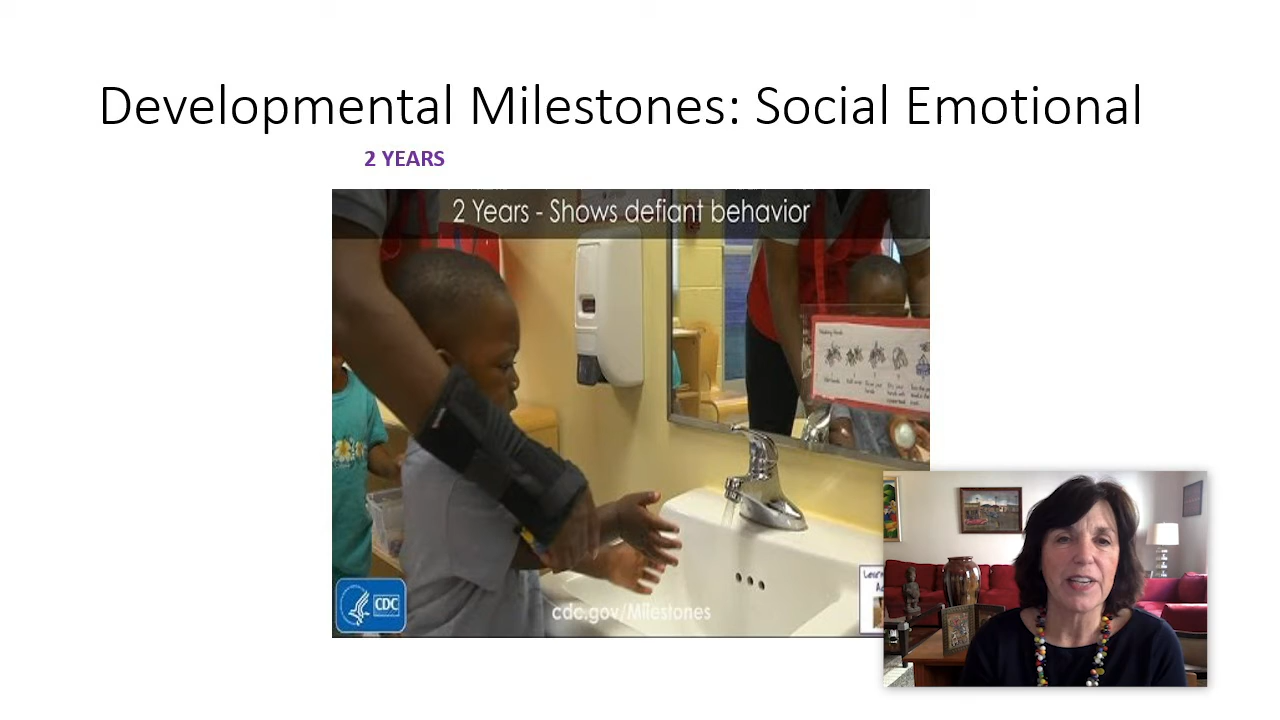 Developmental Milestones: Social Emotional
2 YEARS
2 Years - Shows defiant behavior
CDC
cdc.gov/Milestones